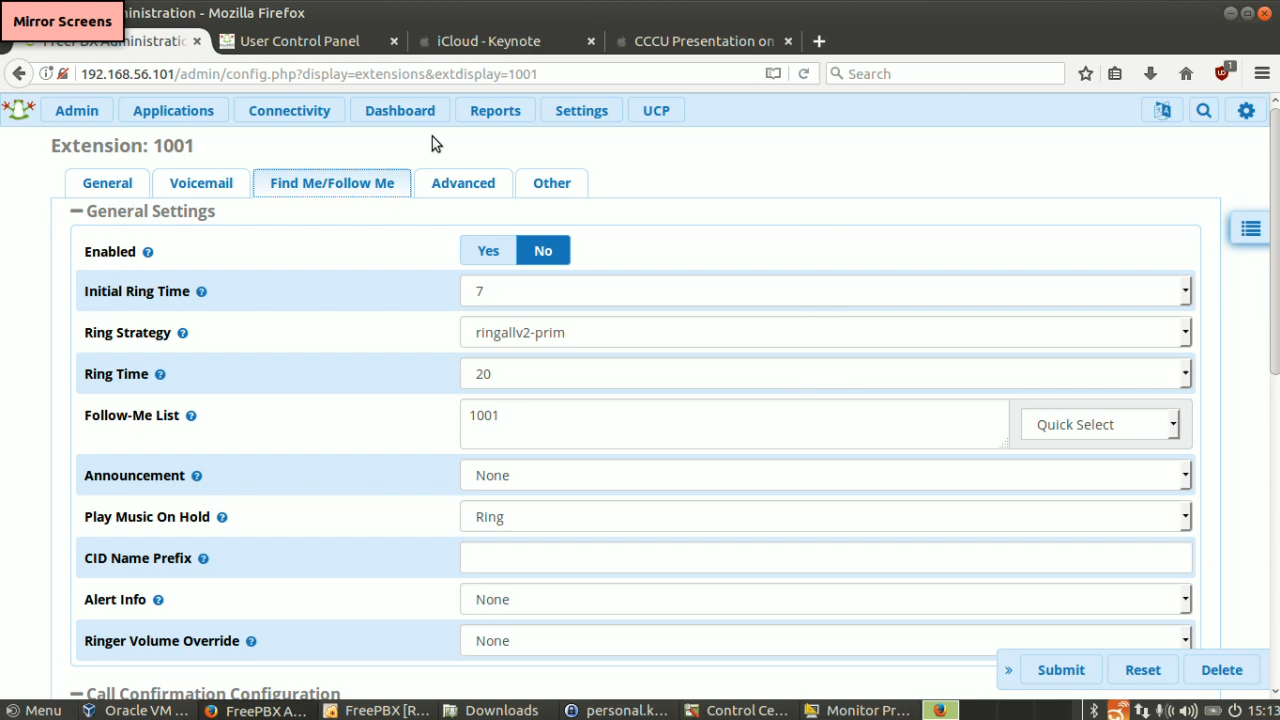 Mirror Screens
ministration - Mozilla Firefox
FreePBX Administratic
User Control Panel
iCloud - Keynote
CCCU Presentation on
192.168.56.101/admin/config.php?display=extensions&extdisplay=1001
Search
1
Admin
Applications
Connectivity
Dashboard
Reports
Settings
UCP
Extension: 1001
General
Voicemail
Find Me/Follow Me
Advanced
Other
General Settings
Enabled
Yes
No
Initial Ring Time
7
Ring Strategy
ringallv2-prim
Ring Time
20
Follow-Me List
1001
Quick Select
Announcement
None
Play Music On Hold
Ring
CID Name Prefix
Alert Info
None
Ringer Volume Override
None
» Submit
Reset
Delete
Call Confirmation Configuration
Menu
Oracle VM ...
FreePBX A...
FreePBX [R...
Downloads
personal.k...
Control Ce...
Monitor Pr...
15:13